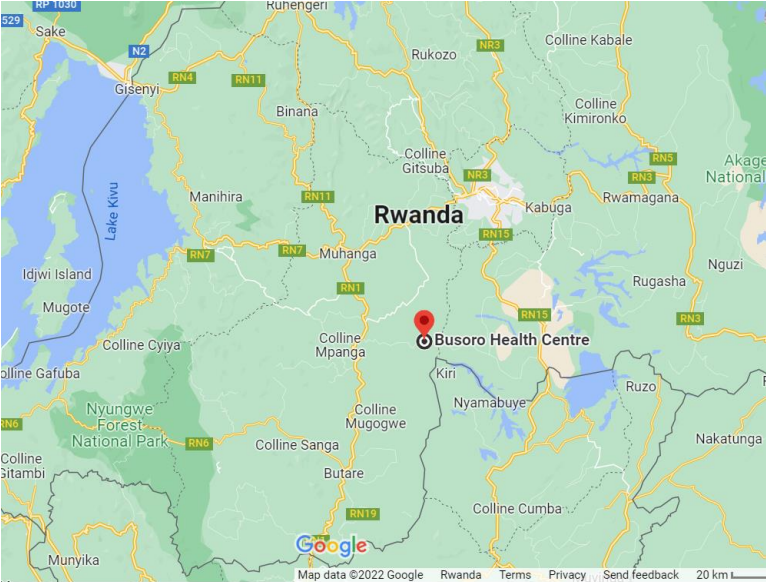 RP 1030
Ruhengeri
529
Sake
N2
Rukozo
NR3
Colline Kabale
RN4
RN11
Gisenyi
Binana
Colline
Kimironko
Colline
Gitsuba
RN5
Akage
National
NR3
RN3
Lake Kivu
Manihira
RN11
Rwanda
Kabuga
Rwamagana
RN15
RN7
RN7
Muhanga
Nguzi
Idjwi Island
RN1
Rugasha
Mugote
RN15
RN3
Colline Cyiya
Colline
Mpanga
Busoro Health Centre
olline Gafuba
Kiri
Ruzo
Nyungwe
Forest
National Park
Colline
Mugogwe
Nyamabuye
RN6
RN6
Colline Sanga
Nakatunga
Colline
Gitambi
Butare
RN19
Colline Cumba
Google
Munyika
Map data ©2022 Google Rwanda Terms Privacy Send feedback 20 km